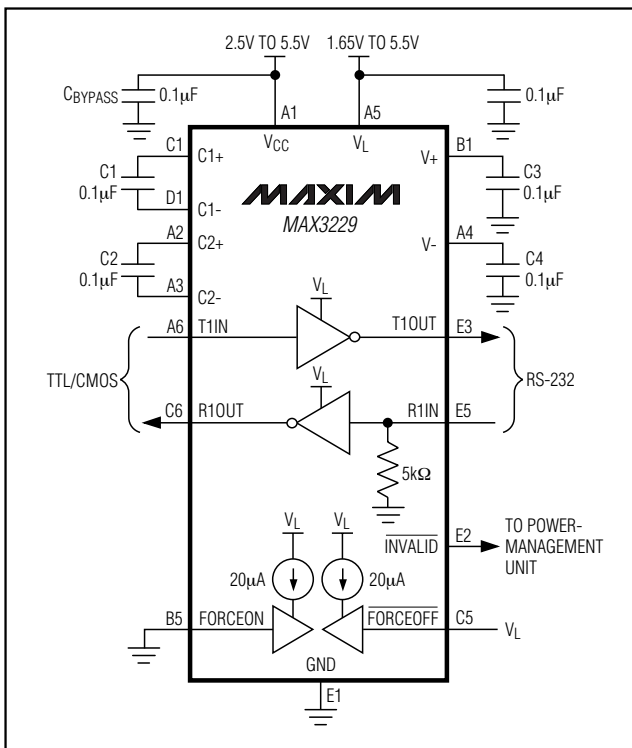 2.5V TO 5.5V 1.65V TO 5.5V
CBYPASS 0.1µF 0.1µF
A1 A5
VCC VL
C1 C1+ V+ B1
C1 0.1µF C3 0.1µF
D1 C1-
MAXIM
MAX3229
A2 C2+ V- A4
C2 0.1µF C4 0.1µF
A3 C2-
VL
A6 T1IN T1OUT E3
TTL/CMOS RS-232
VL
C6 R1OUT R1IN E5
5kΩ
VL VL
INVALID E2 TO POWER-
MANAGEMENT
UNIT
20µA 20µA
B5 FORCEON FORCEOFF C5 VL
GND
E1